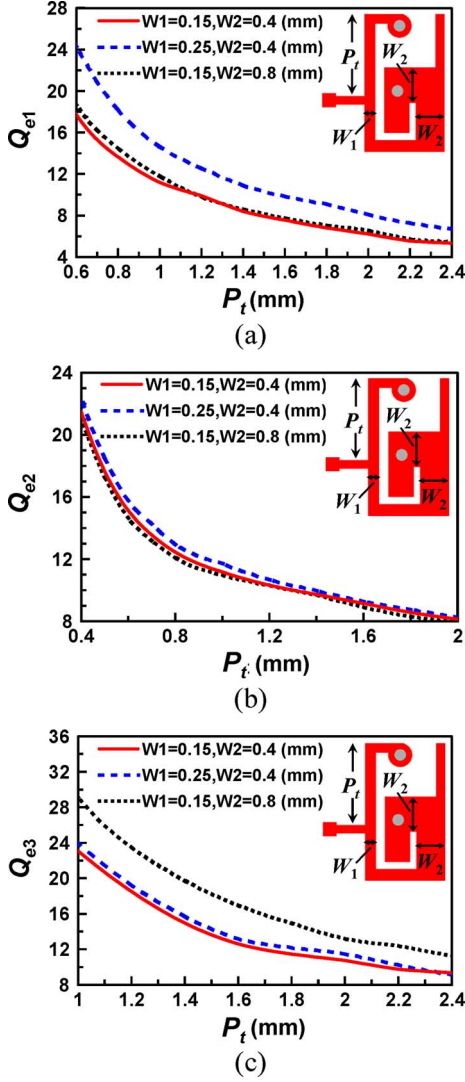 28
24
20
16
12
8
4
Q_e1
W1=0.15,W2=0.4 (mm)
W1=0.25,W2=0.4 (mm)
W1=0.15,W2=0.8 (mm)
P_t
W_2
W_1
W_2
0.6 0.8 1 1.2 1.4 1.6 1.8 2 2.2 2.4
P_t (mm)
(a)
24
20
16
12
8
Q_e2
W1=0.15,W2=0.4 (mm)
W1=0.25,W2=0.4 (mm)
W1=0.15,W2=0.8 (mm)
P_t
W_2
W_1
W_2
0.4 0.8 1.2 1.6 2
P_t (mm)
(b)
36
32
28
24
20
16
12
8
Q_e3
W1=0.15,W2=0.4 (mm)
W1=0.25,W2=0.4 (mm)
W1=0.15,W2=0.8 (mm)
P_t
W_2
W_1
W_2
1 1.2 1.4 1.6 1.8 2 2.2 2.4
P_t (mm)
(c)